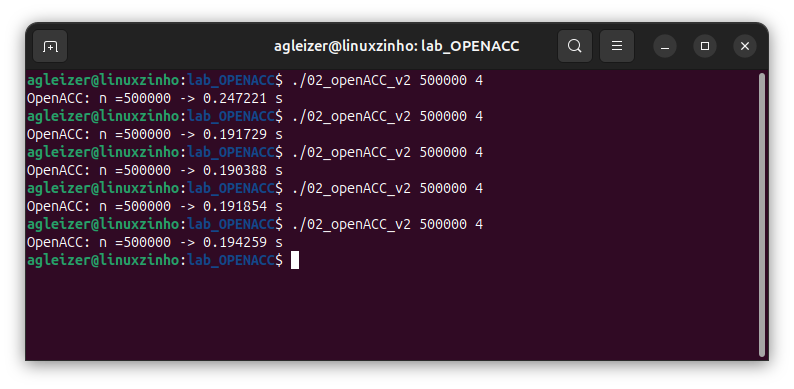 agleizer@linuxzinho: lab_OPENACC
agleizer@linuxzinho:lab_OPENACC$ ./02_openACC_v2 500000 4
OpenACC: n =500000 -> 0.247221 s
agleizer@linuxzinho:lab_OPENACC$ ./02_openACC_v2 500000 4
OpenACC: n =500000 -> 0.191729 s
agleizer@linuxzinho:lab_OPENACC$ ./02_openACC_v2 500000 4
OpenACC: n =500000 -> 0.190388 s
agleizer@linuxzinho:lab_OPENACC$ ./02_openACC_v2 500000 4
OpenACC: n =500000 -> 0.191854 s
agleizer@linuxzinho:lab_OPENACC$ ./02_openACC_v2 500000 4
OpenACC: n =500000 -> 0.194259 s
agleizer@linuxzinho:lab_OPENACC$